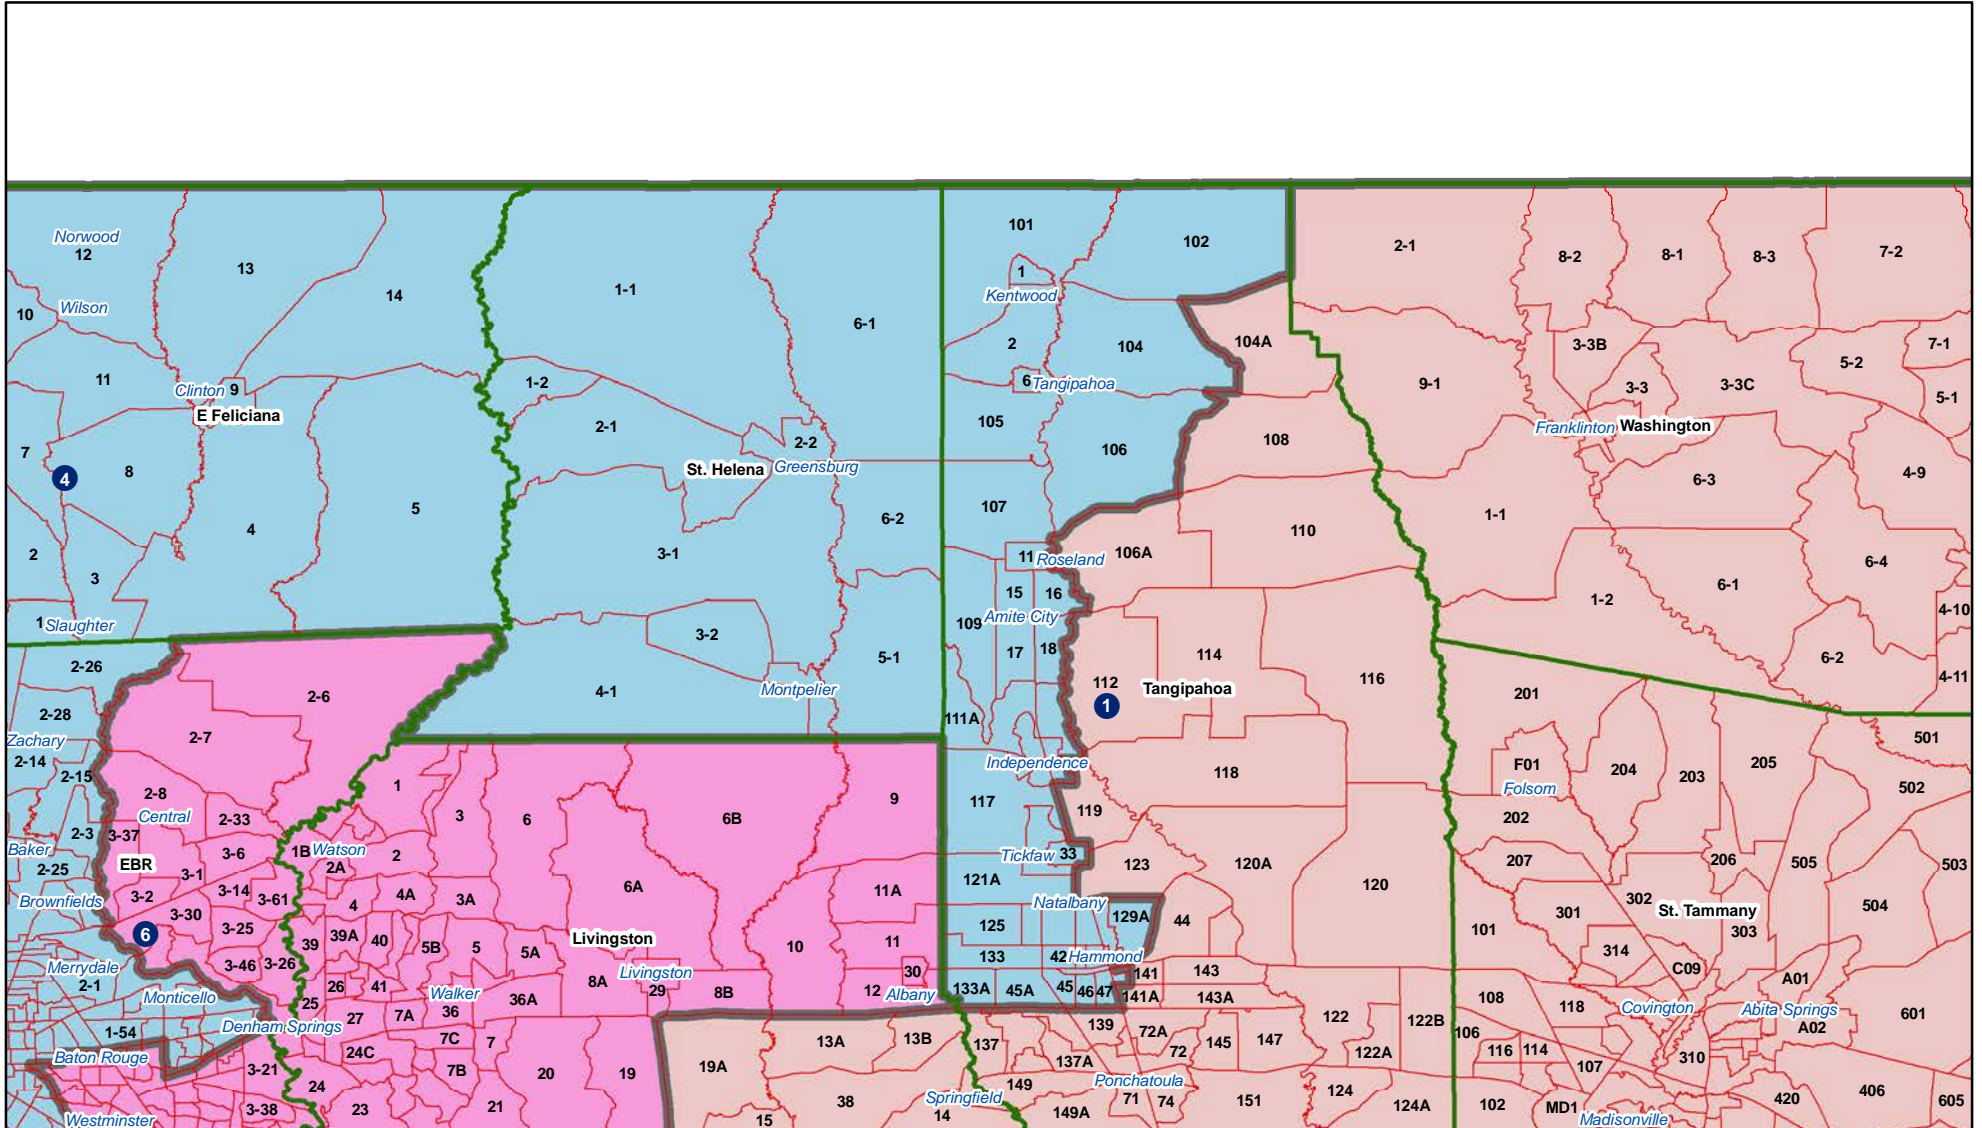 101
102
2-1
8-2
8-1
8-3
7-2
Norwood
12
13
14
1-1
6-1
1
Kentwood
10
Wilson
2
104
104A
3-3B
7-1
5-2
11
Clinton
9
E Feliciana
1-2
6
Tangipahoa
9-1
3-3
3-3C
5-1
2-1
2-2
105
106
108
Franklinton
Washington
7
4
8
5
St. Helena
Greensburg
6-3
4-9
4
6-2
107
110
1-1
2
3
3-1
11
Roseland
106A
6-4
15
16
1-2
6-1
4-10
1
Slaughter
109
Amite City
3-2
17
18
114
2-26
5-1
6-2
4-11
2-6
4-1
Montpelier
112
Tangipahoa
116
201
1
2-28
111A
2-7
Zachary
501
2-14
2-15
Independence
118
F01
204
203
205
2-8
1
3
6
6B
9
117
Folsom
502
Central
2-33
119
202
2-3
3-37
Baker
EBR
3-6
1B
Watson
2
Tickfaw
33
123
120A
207
206
505
503
2-25
3-1
2A
6A
121A
120
3-2
3-14
3-61
4
4A
3A
11A
Brownfields
Natalbany
302
St. Tammany
504
3-30
129A
44
301
303
6
3-25
39
39A
40
5B
5
5A
Livingston
10
11
125
101
314
133
42
Hammond
Merrydale
3-46
3-26
Livingston
30
141
143
C09
A01
2-1
26
41
Walker
8A
29
8B
12
Albany
133A
45A
45
46
47
141A
143A
108
Monticello
25
36A
118
Covington
Abita Springs
601
7A
36
27
Denham Springs
139
72A
122
122B
106
A02
1-54
7C
7
13A
13B
137
145
147
Baton Rouge
24C
137A
72
122A
116
114
310
3-21
7B
20
19
19A
107
24
149
Ponchatoula
124
406
3-38
23
21
38
Springfield
14
71
74
151
124A
102
MD1
420
605
Westminster
15
149A
Madisonville